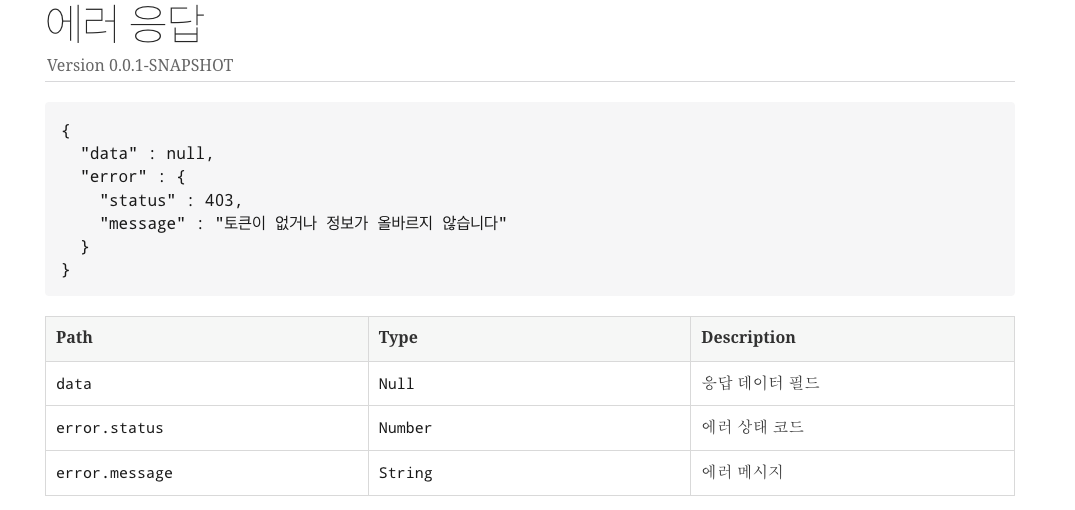 에러 응답
Version 0.0.1-SNAPSHOT
{
  "data" : null,
  "error" : {
    "status" : 403,
    "message" : "토큰이 없거나 정보가 올바르지 않습니다"
  }
}
Path Type Description
data Null 응답 데이터 필드
error.status Number 에러 상태 코드
error.message String 에러 메시지